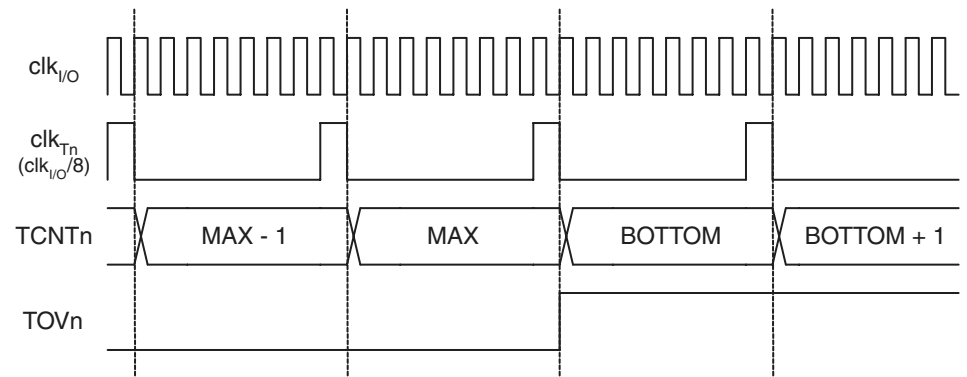 clkI/O
clkTn
(clkI/O/8)
TCNTn MAX - 1 MAX BOTTOM BOTTOM + 1
TOVn